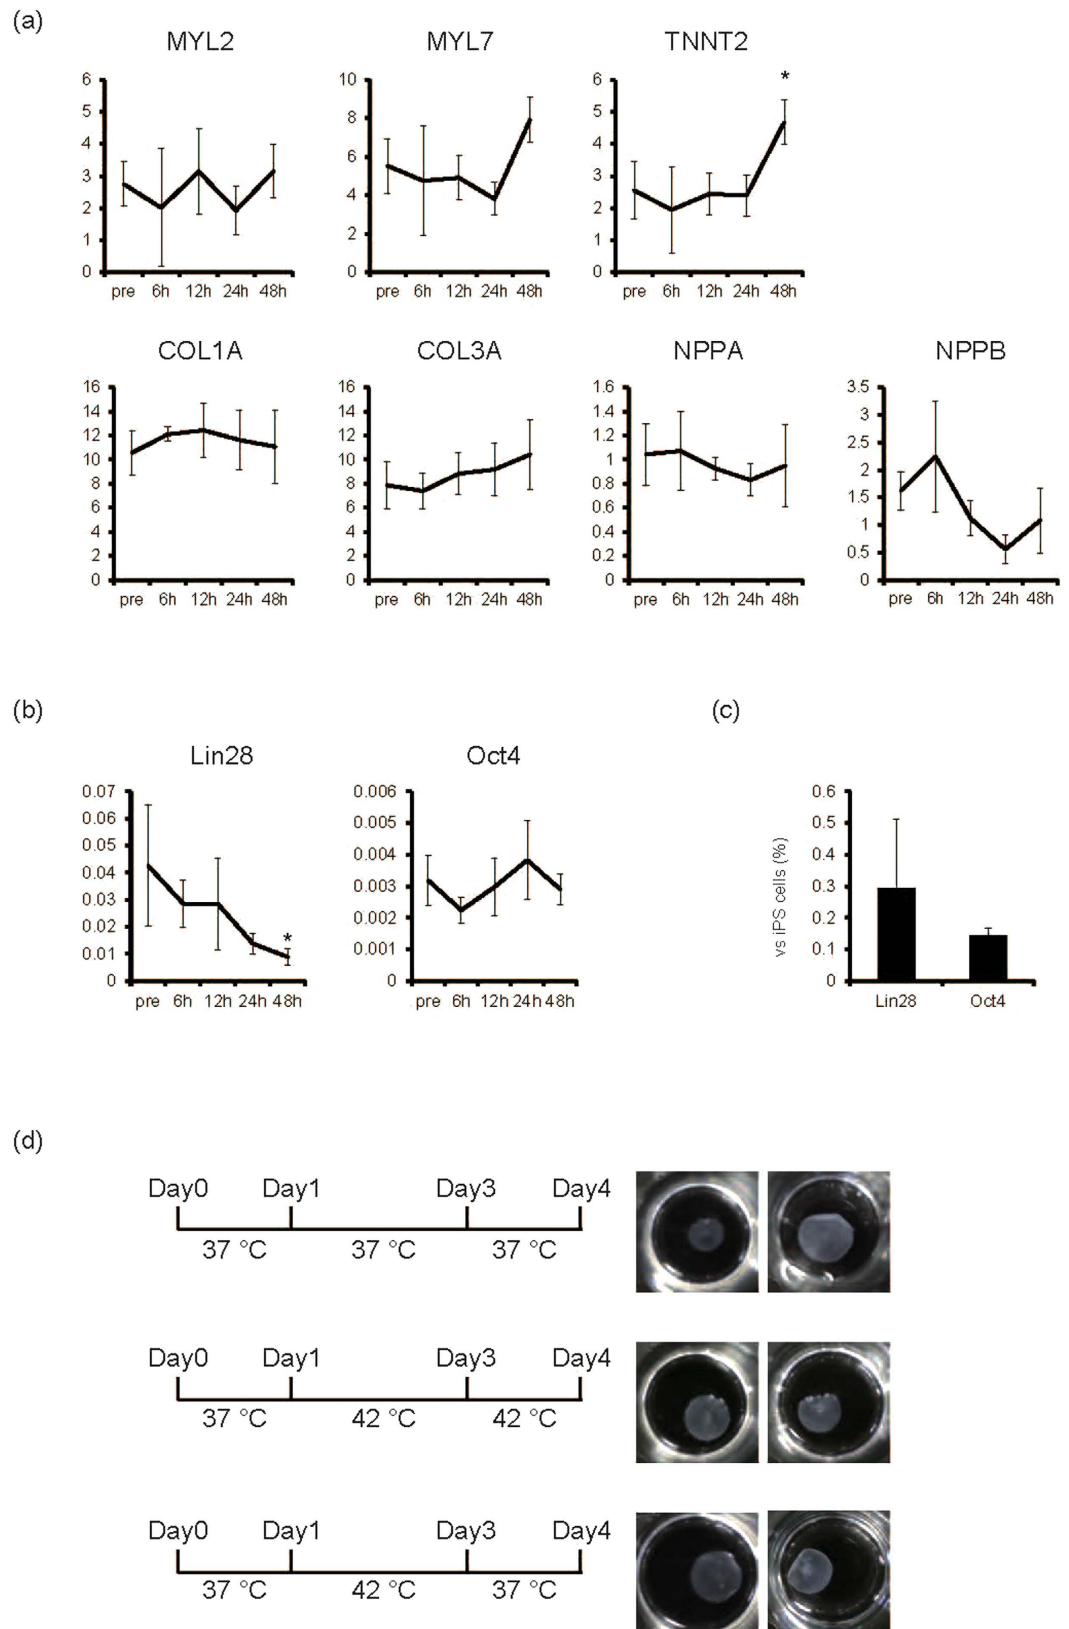 (a)
MYL2 MYL7 TNNT2
6 10 6 *
5 8 5
4 6 4
3 4 3
2 2 2
1 1
0 0 0
pre 6h 12h 24h 48h pre 6h 12h 24h 48h pre 6h 12h 24h 48h
COL1A COL3A NPPA NPPB
16 16 1.6 3.5
14 14 1.4 3
12 12 1.2 2.5
10 10 1 2
8 8 0.8 1.5
6 6 0.6 1
4 4 0.4 0.5
2 2 0.2
0 0 0 0
pre 6h 12h 24h 48h pre 6h 12h 24h 48h pre 6h 12h 24h 48h pre 6h 12h 24h 48h
(b) (c)
Lin28 Oct4
0.07 0.006 0.6
0.06 0.005 0.5
0.05 0.004 0.4
0.04 0.003 0.3
0.03 0.002 0.2
0.02 0.001 0.1
0.01
0 0 0
*
vs iPS cells (%)
pre 6h 12h 24h 48h pre 6h 12h 24h 48h Lin28 Oct4
(d)
Day0 Day1 Day3 Day4
37 °C 37 °C 37 °C
Day0 Day1 Day3 Day4
37 °C 42 °C 42 °C
Day0 Day1 Day3 Day4
37 °C 42 °C 37 °C